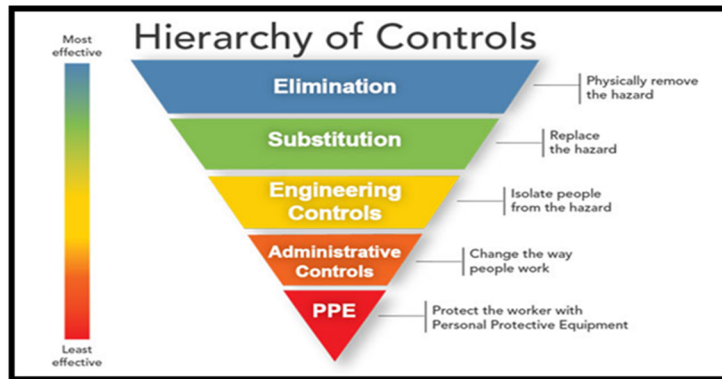 Hierarchy of Controls
Most
effective
Elimination
Physically remove
the hazard
Substitution
Replace
the hazard
Engineering
Controls
Isolate people
from the hazard
Administrative
Controls
Change the way
people work
PPE
Protect the worker with
Personal Protective Equipment
Least
effective